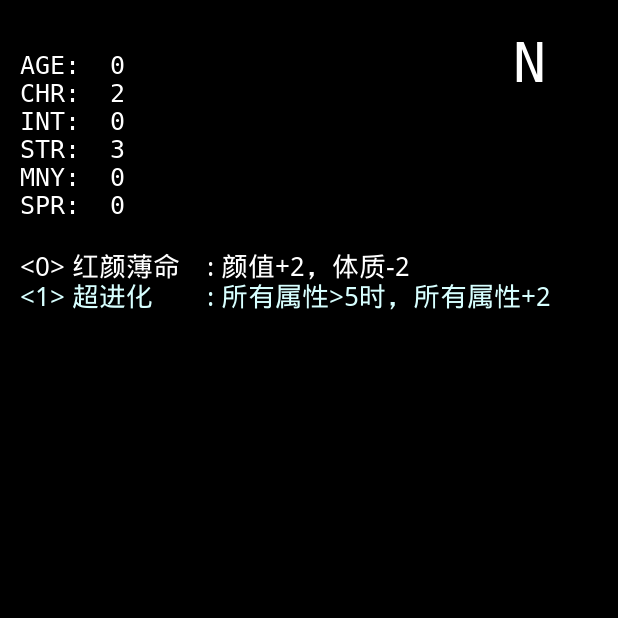 N
AGE: 0
CHR: 2
INT: 0
STR: 3
MNY: 0
SPR: 0
<0> 红颜薄命 : 颜值+2，体质-2
<1> 超进化 : 所有属性>5时，所有属性+2